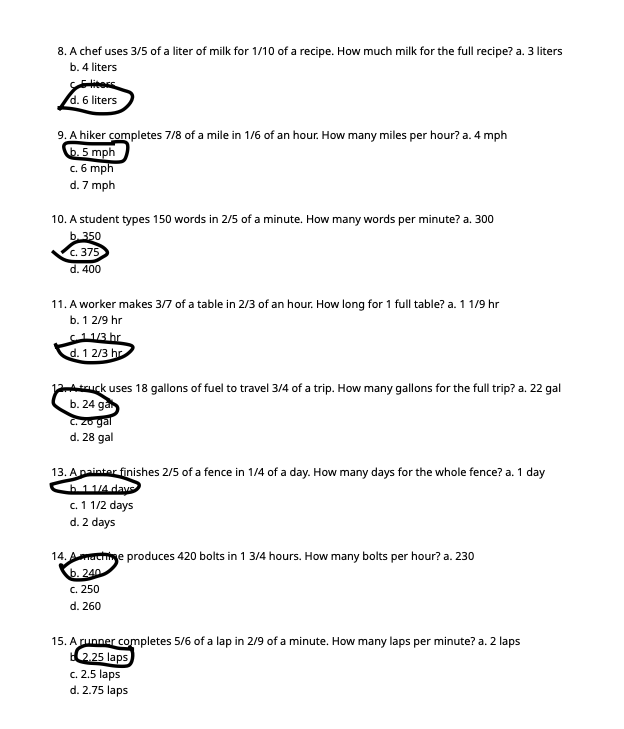 8. A chef uses 3/5 of a liter of milk for 1/10 of a recipe. How much milk for the full recipe? a. 3 liters
b. 4 liters
c. 5 liters
d. 6 liters
9. A hiker completes 7/8 of a mile in 1/6 of an hour. How many miles per hour? a. 4 mph
b. 5 mph
c. 6 mph
d. 7 mph
10. A student types 150 words in 2/5 of a minute. How many words per minute? a. 300
b. 350
c. 375
d. 400
11. A worker makes 3/7 of a table in 2/3 of an hour. How long for 1 full table? a. 1 1/9 hr
b. 1 2/9 hr
c. 1 1/3 hr
d. 1 2/3 hr
12. A truck uses 18 gallons of fuel to travel 3/4 of a trip. How many gallons for the full trip? a. 22 gal
b. 24 gal
c. 26 gal
d. 28 gal
13. A painter finishes 2/5 of a fence in 1/4 of a day. How many days for the whole fence? a. 1 day
b. 1 1/4 days
c. 1 1/2 days
d. 2 days
14. A machine produces 420 bolts in 1 3/4 hours. How many bolts per hour? a. 230
b. 240
c. 250
d. 260
15. A runner completes 5/6 of a lap in 2/9 of a minute. How many laps per minute? a. 2 laps
b. 2.25 laps
c. 2.5 laps
d. 2.75 laps